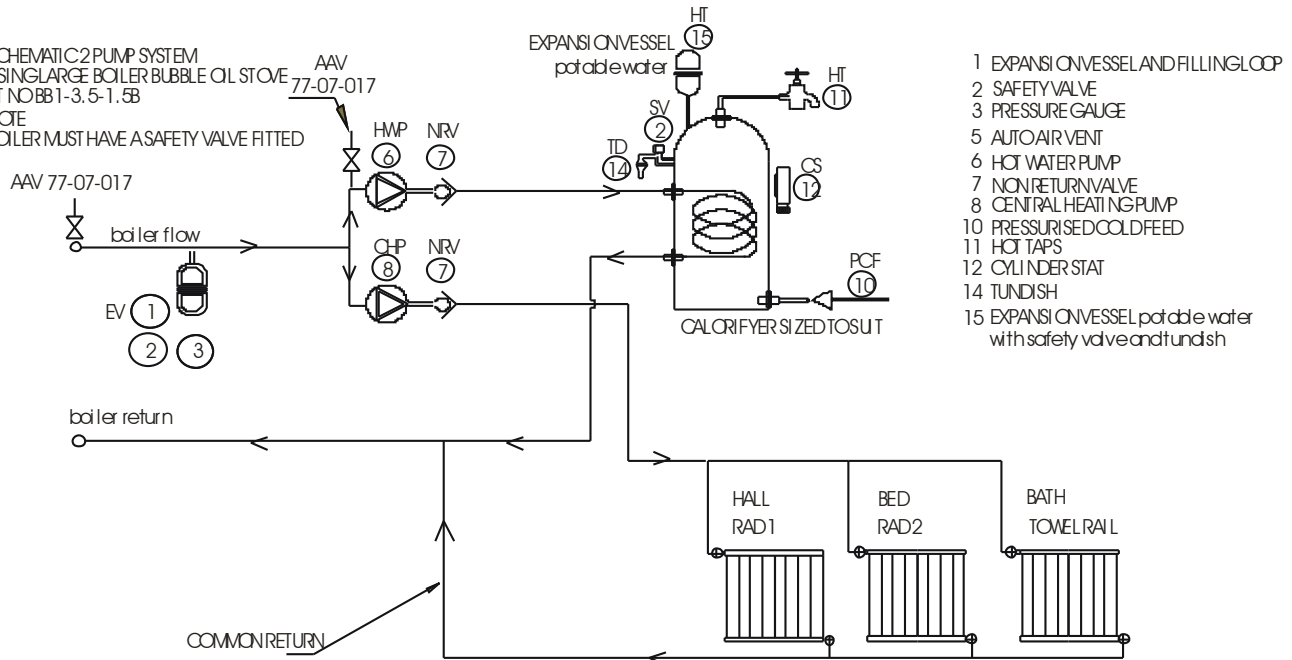 CHEMATIC 2 PUMP SYSTEM
SING LARGE BOILER BUBBLE OIL STOVE
T NO BB1-3.5-1.5B
OTE
OILER MUST HAVE A SAFETY VALVE FITTED
AAV
77-07-017
AAV 77-07-017
boiler flow
EV 1
2 3
HWP
6
NRV
7
CHP
8
NRV
7
HT
15
EXPANSION VESSEL
potable water
HT
11
SV
2
TD
14
CS
12
PCF
10
CALORIFYER SIZED TO SUIT
1 EXPANSION VESSEL AND FILLING LOOP
2 SAFETY VALVE
3 PRESSURE GAUGE
5 AUTO AIR VENT
6 HOT WATER PUMP
7 NON RETURN VALVE
8 CENTRAL HEATING PUMP
10 PRESSURISED COLD FEED
11 HOT TAPS
12 CYLINDER STAT
14 TUNDISH
15 EXPANSION VESSEL potable water
with safety valve and tundish
boiler return
HALL
RAD 1
BED
RAD 2
BATH
TOWEL RAIL
COMMON RETURN